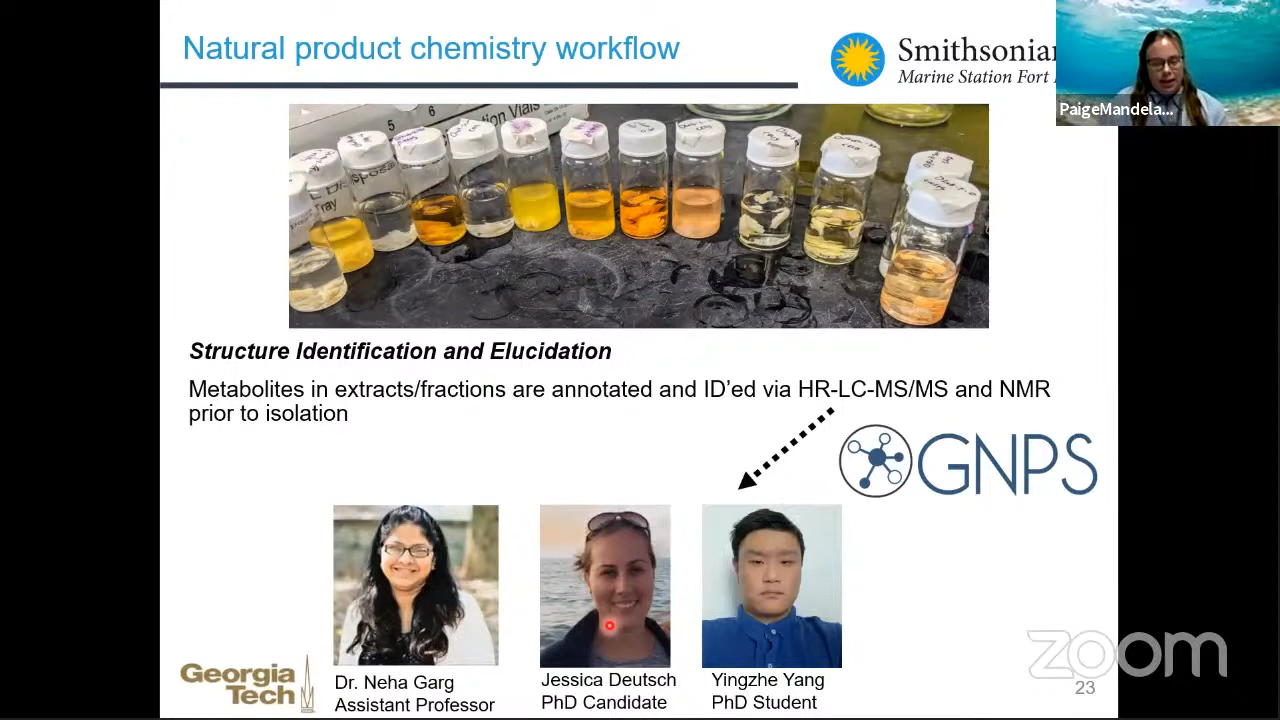 Natural product chemistry workflow
Smithsonian
Marine Station Fort
PaigeMandela...
5
6
Structure Identification and Elucidation
Metabolites in extracts/fractions are annotated and ID'ed via HR-LC-MS/MS and NMR
prior to isolation
GNPS
Georgia
Tech
Dr. Neha Garg
Assistant Professor
Jessica Deutsch
PhD Candidate
Yingzhe Yang
PhD Student
zoom
23